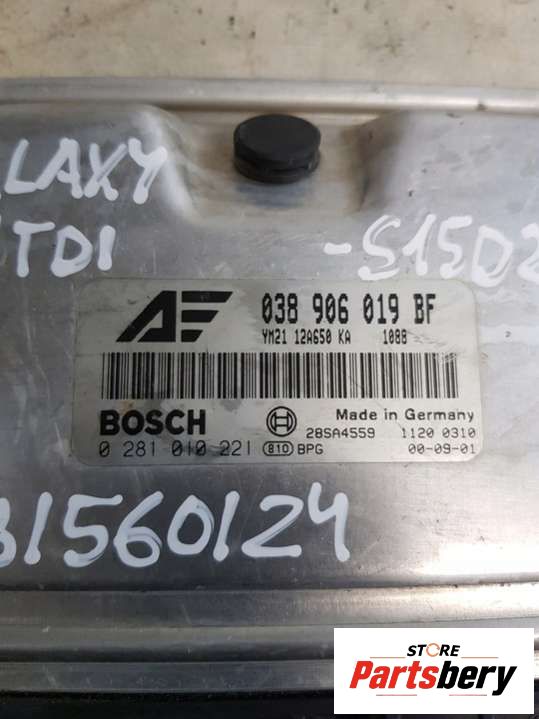 LAXY
TDI
-S15D2
038 906 019 BF
YM21 12A650 KA 1088
BOSCH
Made in Germany
28SA4559 1120 0310
0 281 010 221 810 BPG 00-09-01
31560124
STORE
Partsbery